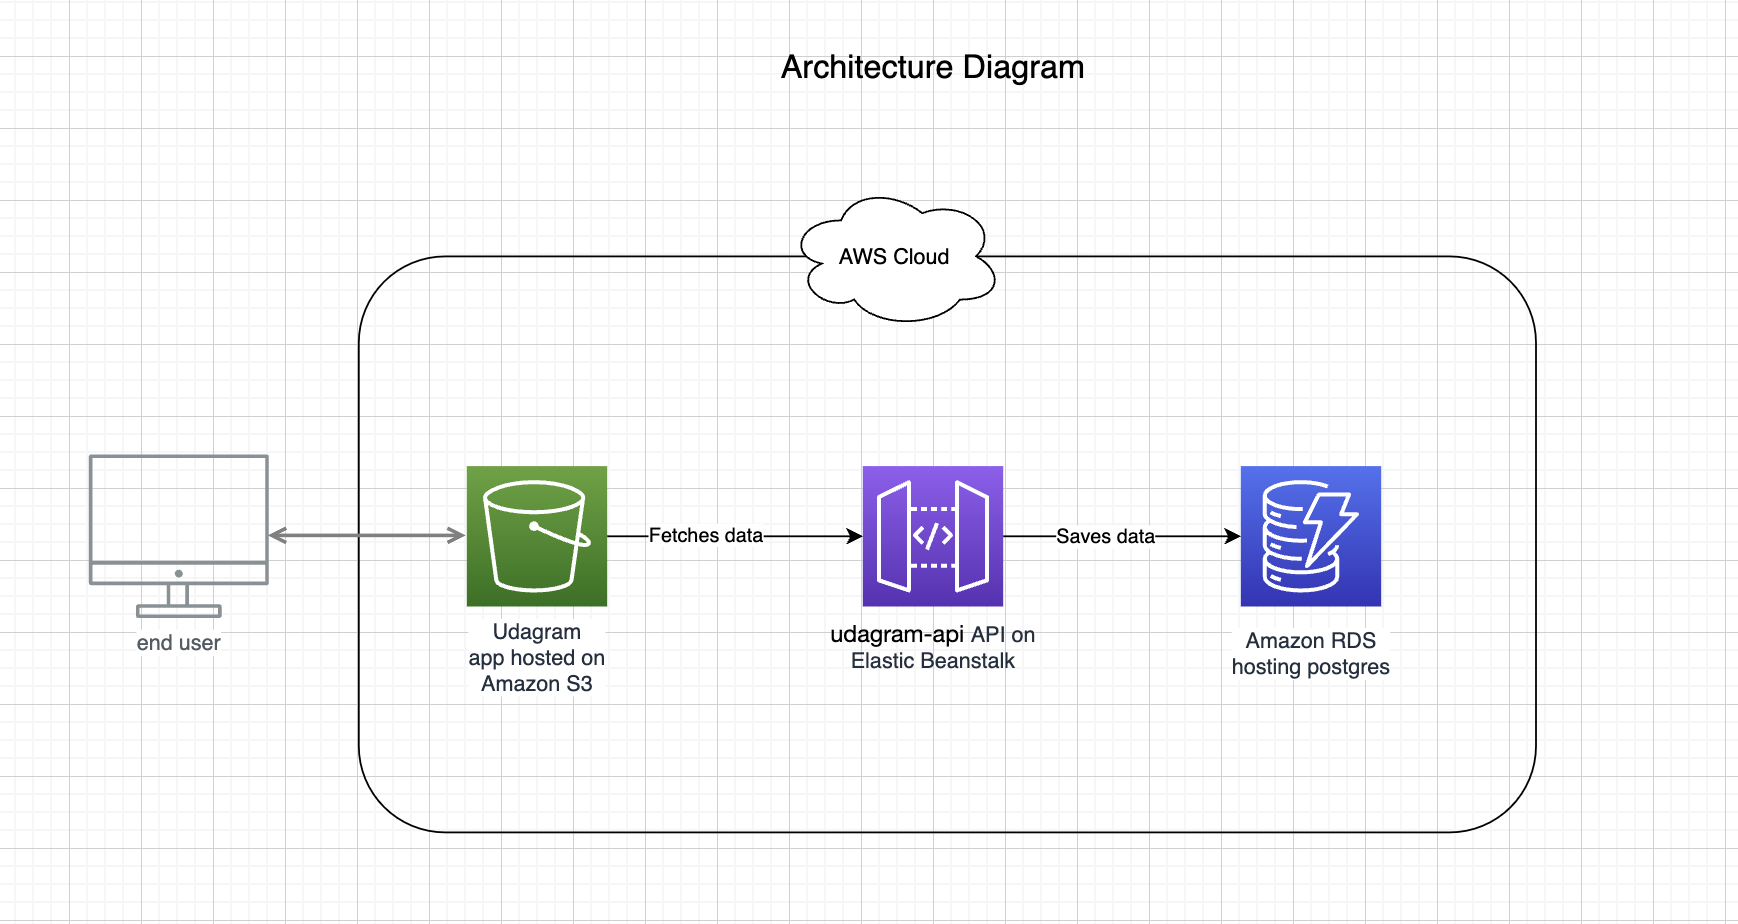 Architecture Diagram
AWS Cloud
Fetches data
Saves data
</>
end user
Udagram
app hosted on
Amazon S3
udagram-api API on
Elastic Beanstalk
Amazon RDS
hosting postgres